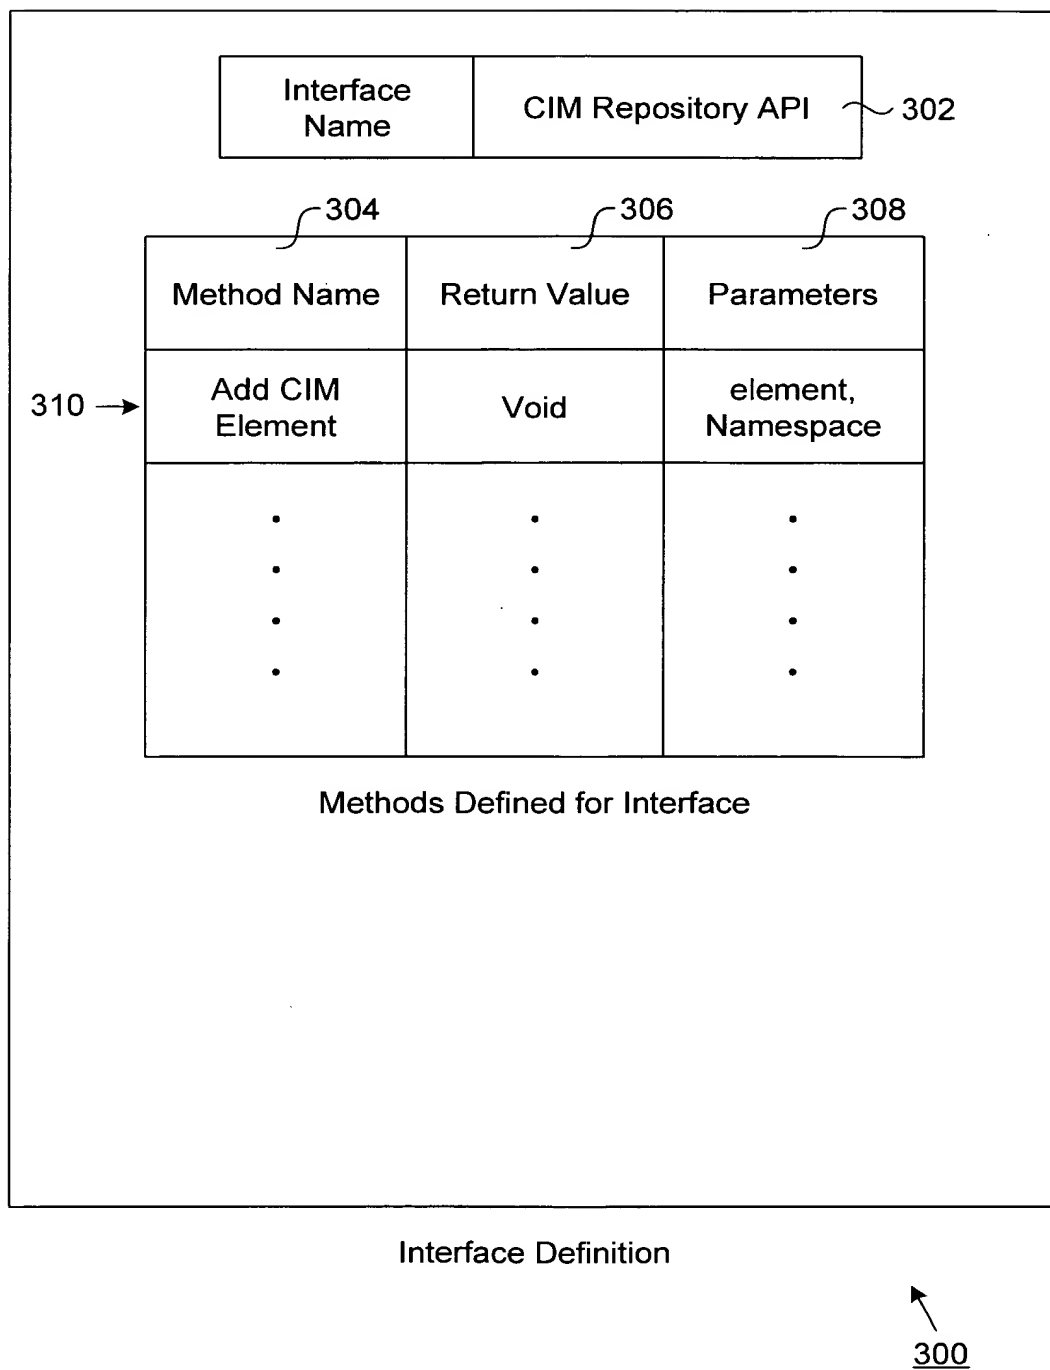 Interface
Name
CIM Repository API
302
304
306
308
Method Name
Return Value
Parameters
310
Add CIM
Element
Void
element,
Namespace
Methods Defined for Interface
Interface Definition
300